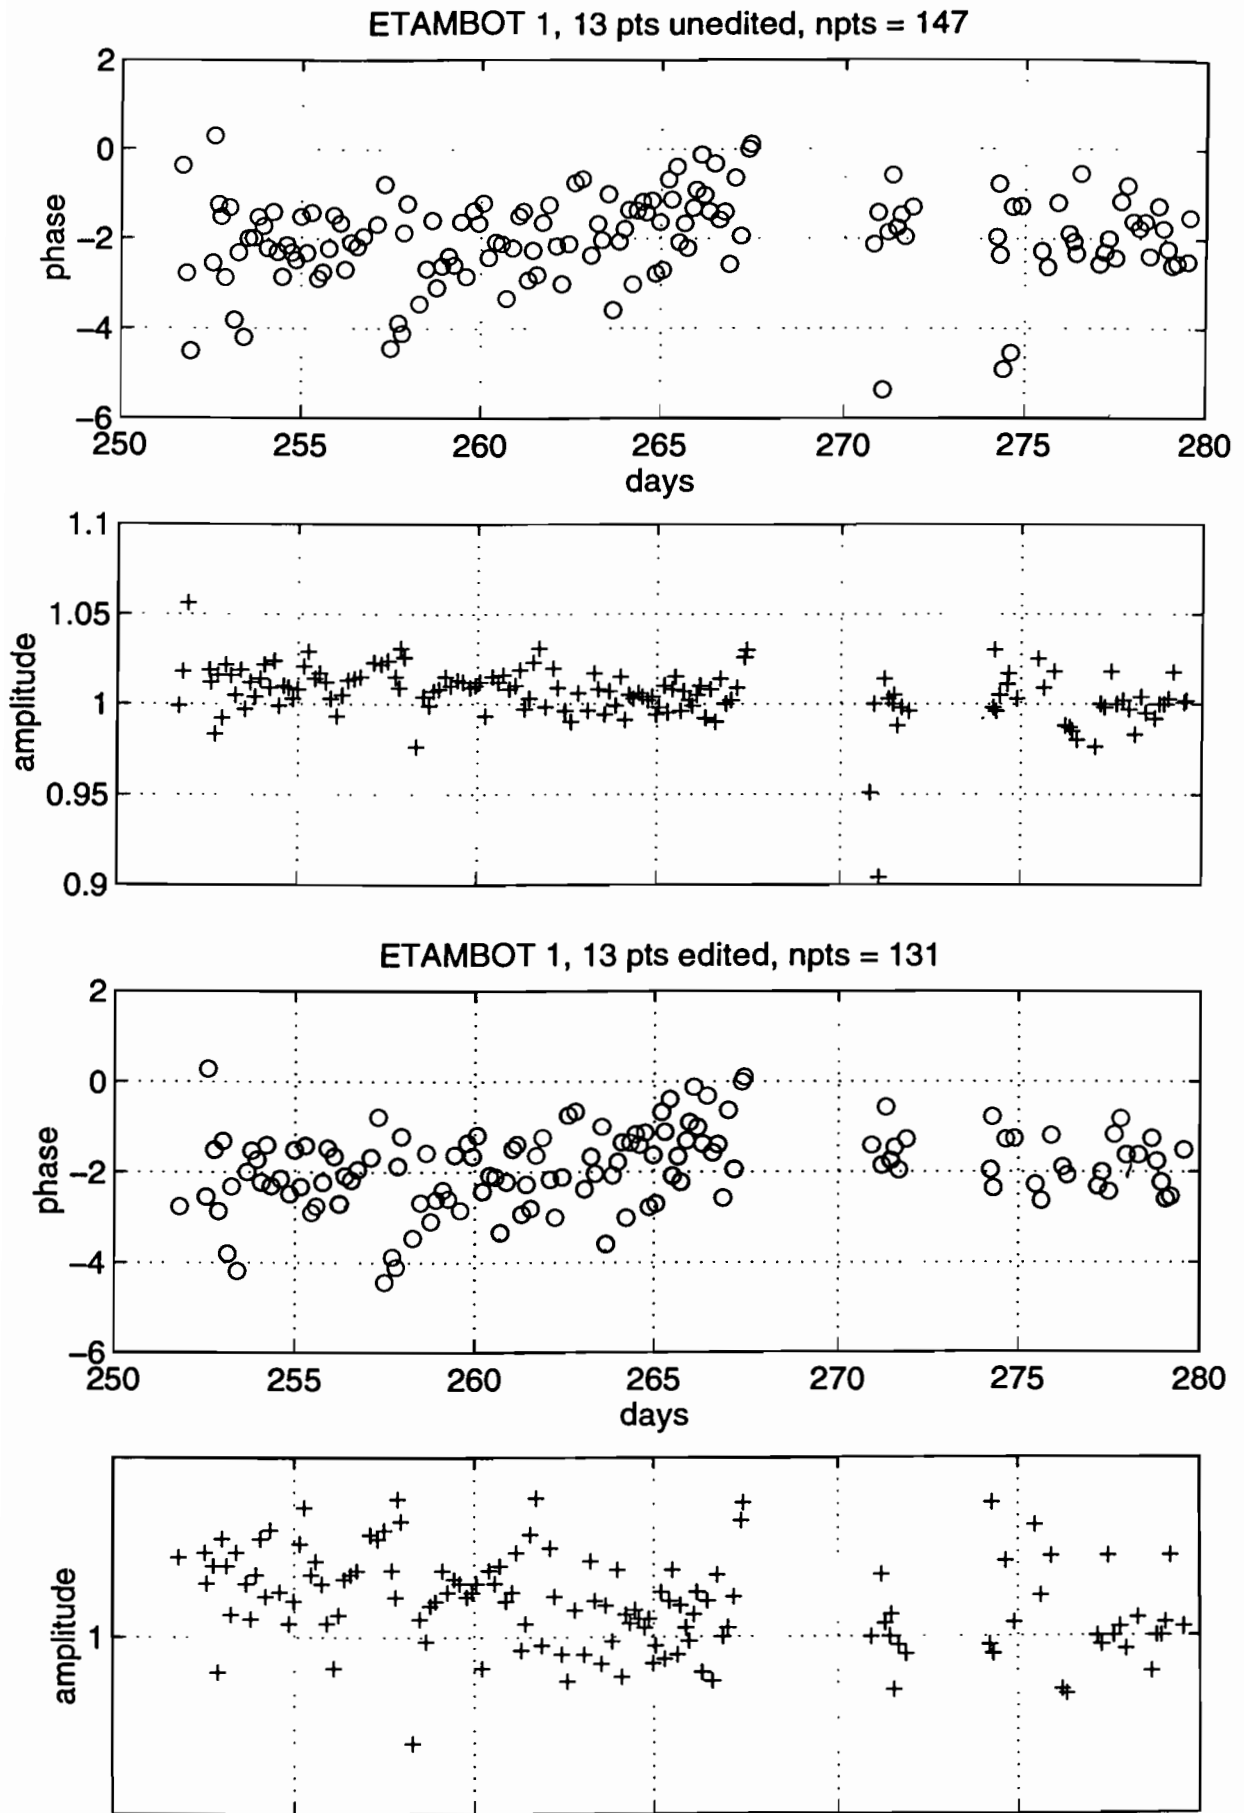 ETAMBOT 1, 13 pts unedited, npts = 147
2
0
−2
−4
−6
phase
250 255 260 265 270 275 280
days
1.1
1.05
1
0.95
0.9
amplitude
ETAMBOT 1, 13 pts edited, npts = 131
2
0
−2
−4
−6
phase
250 255 260 265 270 275 280
days
1
amplitude